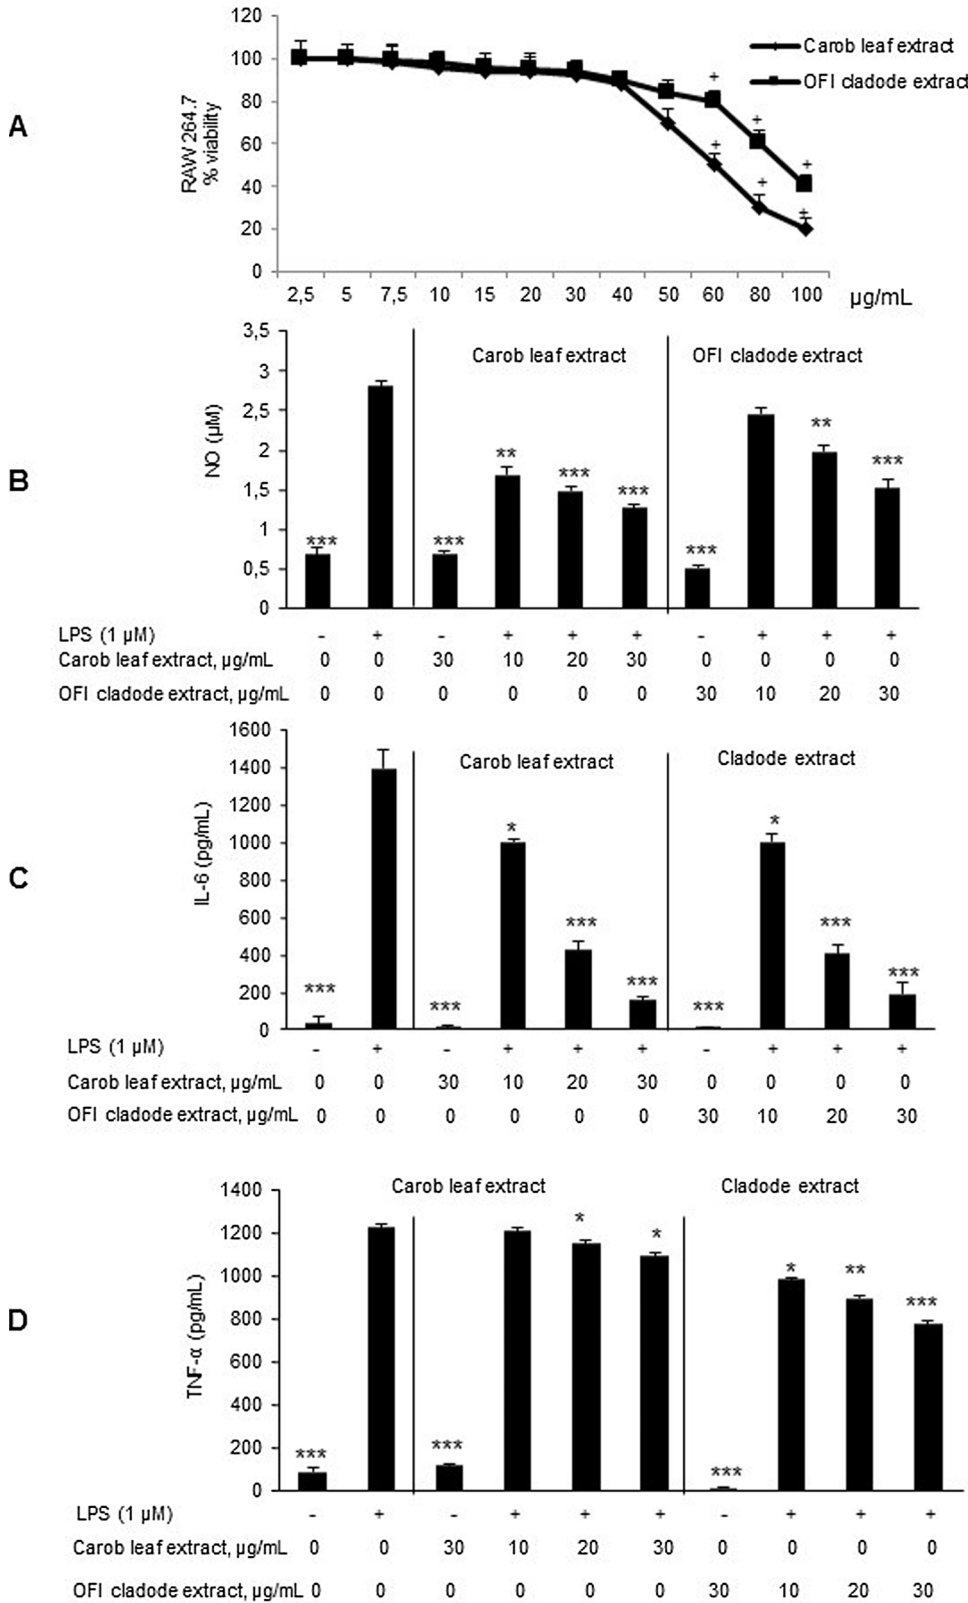 120
100
80
60
40
20
0
A
RAW 264.7
% viability
Carob leaf extract
OFI cladode extract
+ + + + + +
2,5 5 7,5 10 15 20 30 40 50 60 80 100 µg/mL
3,5
3
2,5
2
1,5
1
0,5
0
B
NO (µM)
Carob leaf extract OFI cladode extract
*** *** ** *** *** *** ** ***
LPS (1 µM) - + - + + + - + + +
Carob leaf extract, µg/mL 0 0 30 10 20 30 0 0 0 0
OFI cladode extract, µg/mL 0 0 0 0 0 0 30 10 20 30
1600
1400
1200
1000
800
600
400
200
0
C
IL-6 (pg/mL)
Carob leaf extract Cladode extract
*** *** * *** *** *** * *** ***
LPS (1 µM) - + - + + + - + + +
Carob leaf extract, µg/mL 0 0 30 10 20 30 0 0 0 0
OFI cladode extract, µg/mL 0 0 0 0 0 0 30 10 20 30
1400
1200
1000
800
600
400
200
0
D
TNF-α (pg/mL)
Carob leaf extract Cladode extract
*** *** * * *** * ** ***
LPS (1 µM) - + - + + + - + + +
Carob leaf extract, µg/mL 0 0 30 10 20 30 0 0 0 0
OFI cladode extract, µg/mL 0 0 0 0 0 0 30 10 20 30